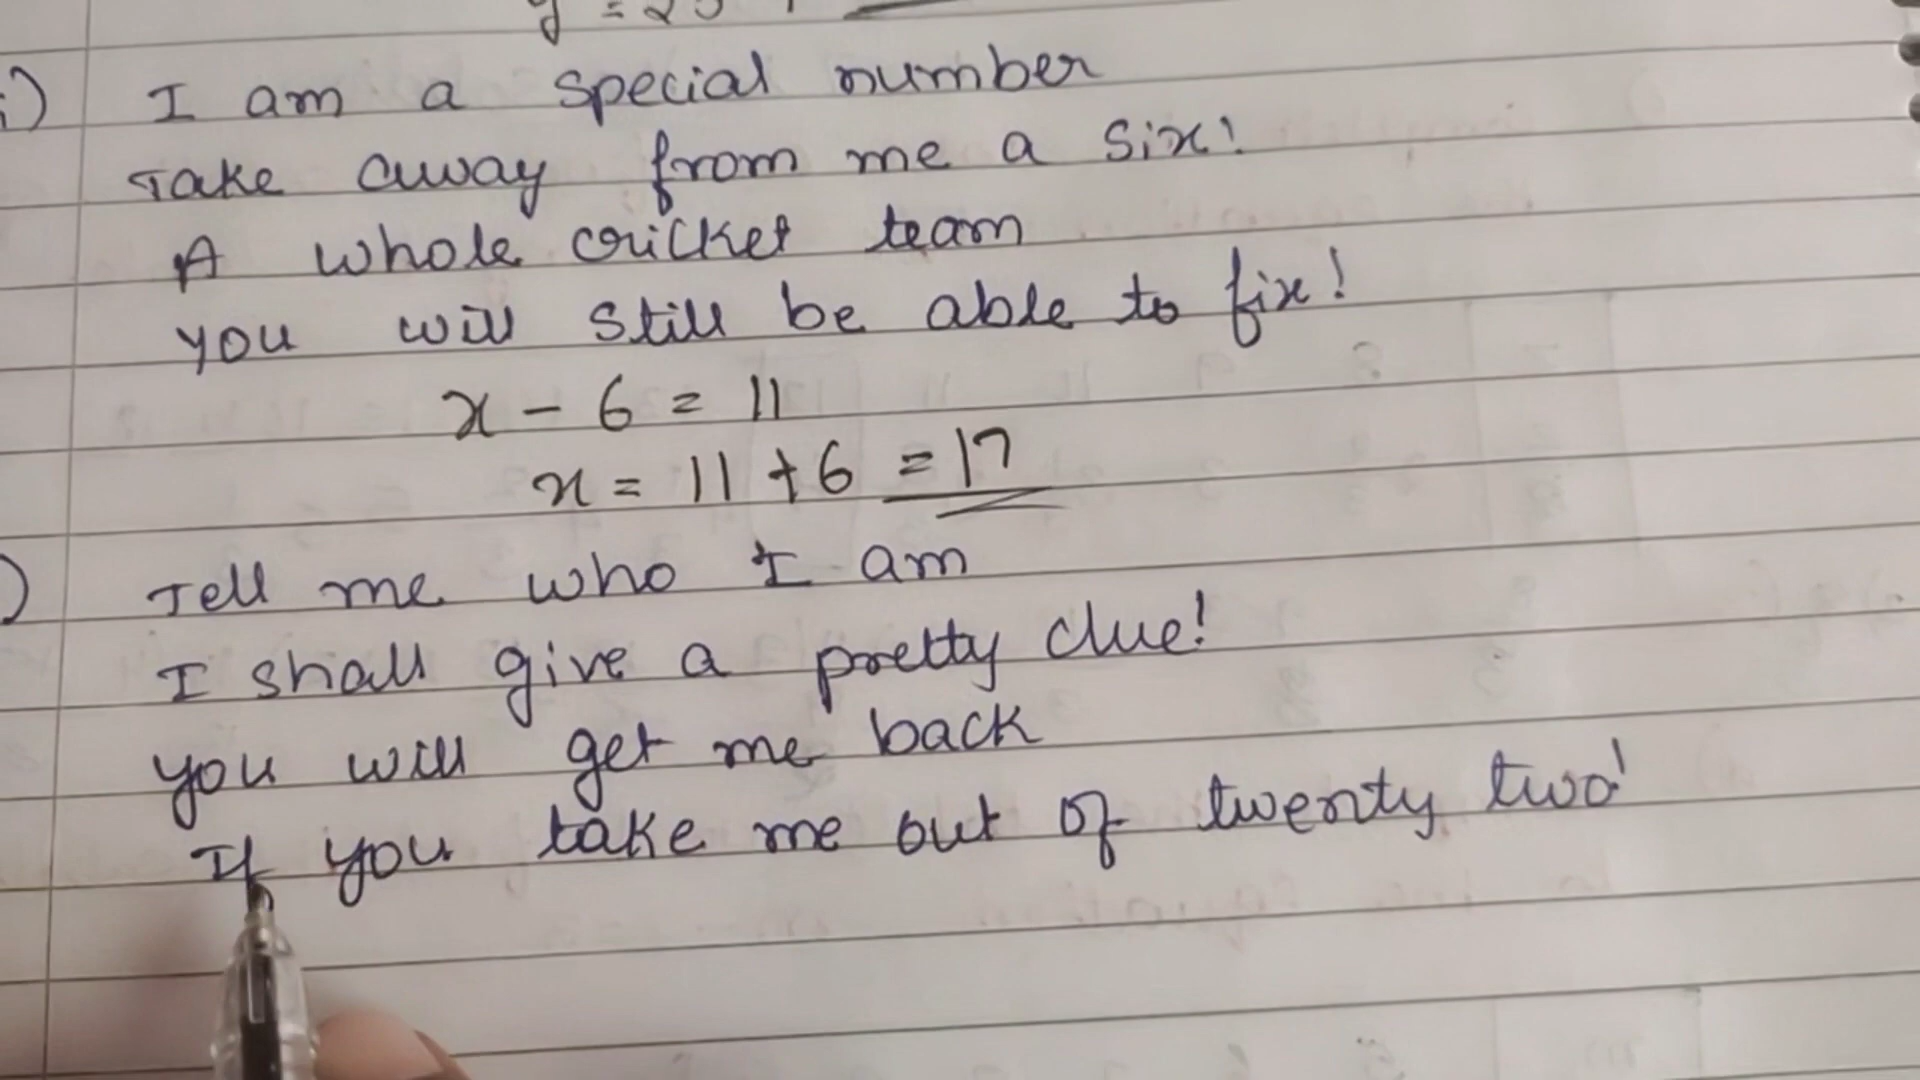 I am a special number
Take away from me a six!
A whole cricket team
you will still be able to fix!
x - 6 = 11
x = 11 + 6 = 17
Tell me who I am
I shall give a pretty clue!
you will get me back
If you take me out of twenty two!